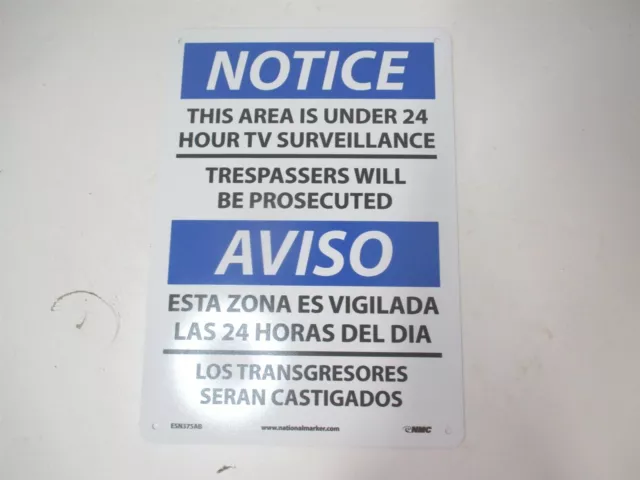 NOTICE
THIS AREA IS UNDER 24
HOUR TV SURVEILLANCE
TRESPASSERS WILL
BE PROSECUTED
AVISO
ESTA ZONA ES VIGILADA
LAS 24 HORAS DEL DIA
LOS TRANSGRESORES
SERAN CASTIGADOS
ESN375AB www.nationalmarker.com NMC